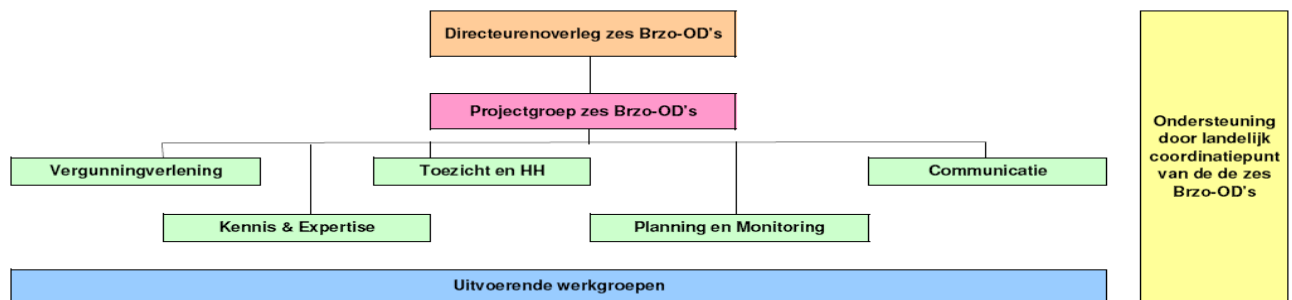 Directeurenoverleg zes Brzo-OD's
Projectgroep zes Brzo-OD's
Vergunningverlening
Toezicht en HH
Communicatie
Kennis & Expertise
Planning en Monitoring
Uitvoerende werkgroepen
Ondersteuning
door landelijk
coordinatiepunt
van de de zes
Brzo-OD's